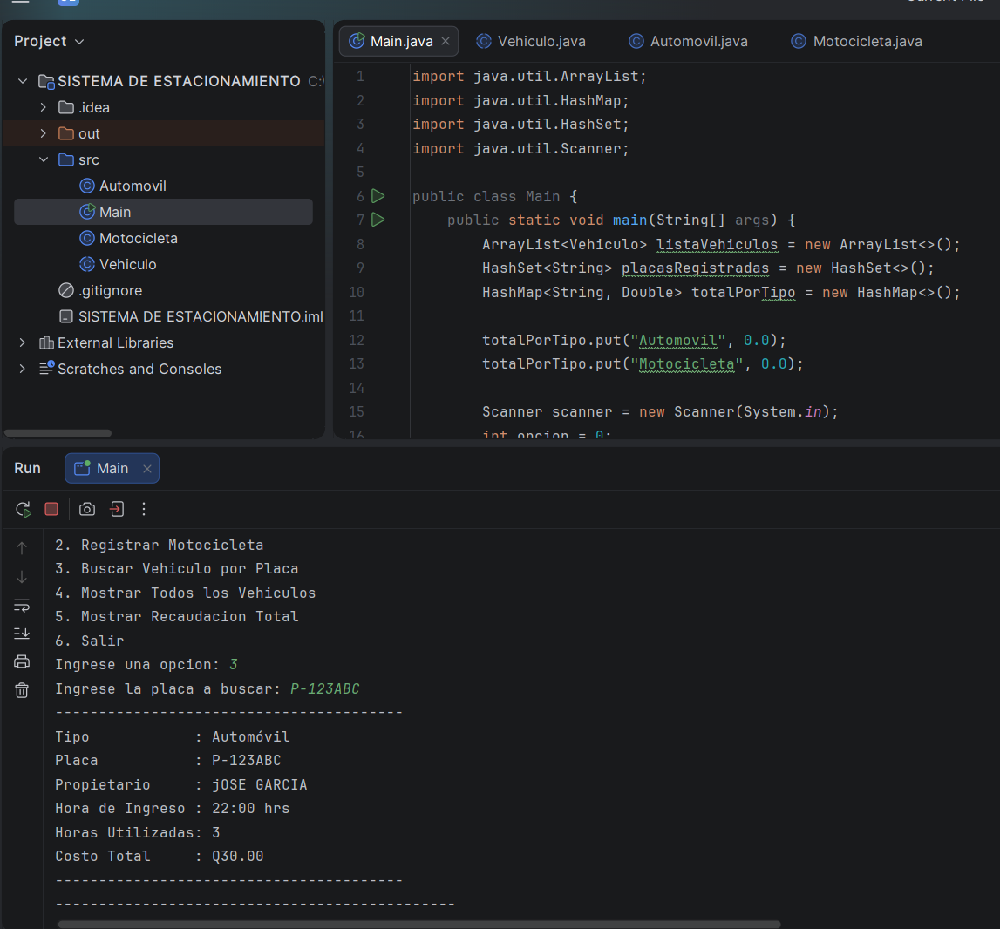 Project
SISTEMA DE ESTACIONAMIENTO C:\
.idea
out
src
Automovil
Main
Motocicleta
Vehiculo
.gitignore
SISTEMA DE ESTACIONAMIENTO.iml
External Libraries
Scratches and Consoles
Main.java Vehiculo.java Automovil.java Motocicleta.java
1 import java.util.ArrayList;
2 import java.util.HashMap;
3 import java.util.HashSet;
4 import java.util.Scanner;
5
6 public class Main {
7 public static void main(String[] args) {
8 ArrayList<Vehiculo> listaVehiculos = new ArrayList<>();
9 HashSet<String> placasRegistradas = new HashSet<>();
10 HashMap<String, Double> totalPorTipo = new HashMap<>();
11
12 totalPorTipo.put("Automovil", 0.0);
13 totalPorTipo.put("Motocicleta", 0.0);
14
15 Scanner scanner = new Scanner(System.in);
16 int opcion = 0;
Run Main
2. Registrar Motocicleta
3. Buscar Vehiculo por Placa
4. Mostrar Todos los Vehiculos
5. Mostrar Recaudacion Total
6. Salir
Ingrese una opcion: 3
Ingrese la placa a buscar: P-123ABC
----------------------------------------
Tipo : Automóvil
Placa : P-123ABC
Propietario : jOSE GARCIA
Hora de Ingreso : 22:00 hrs
Horas Utilizadas: 3
Costo Total : Q30.00
----------------------------------------
----------------------------------------------